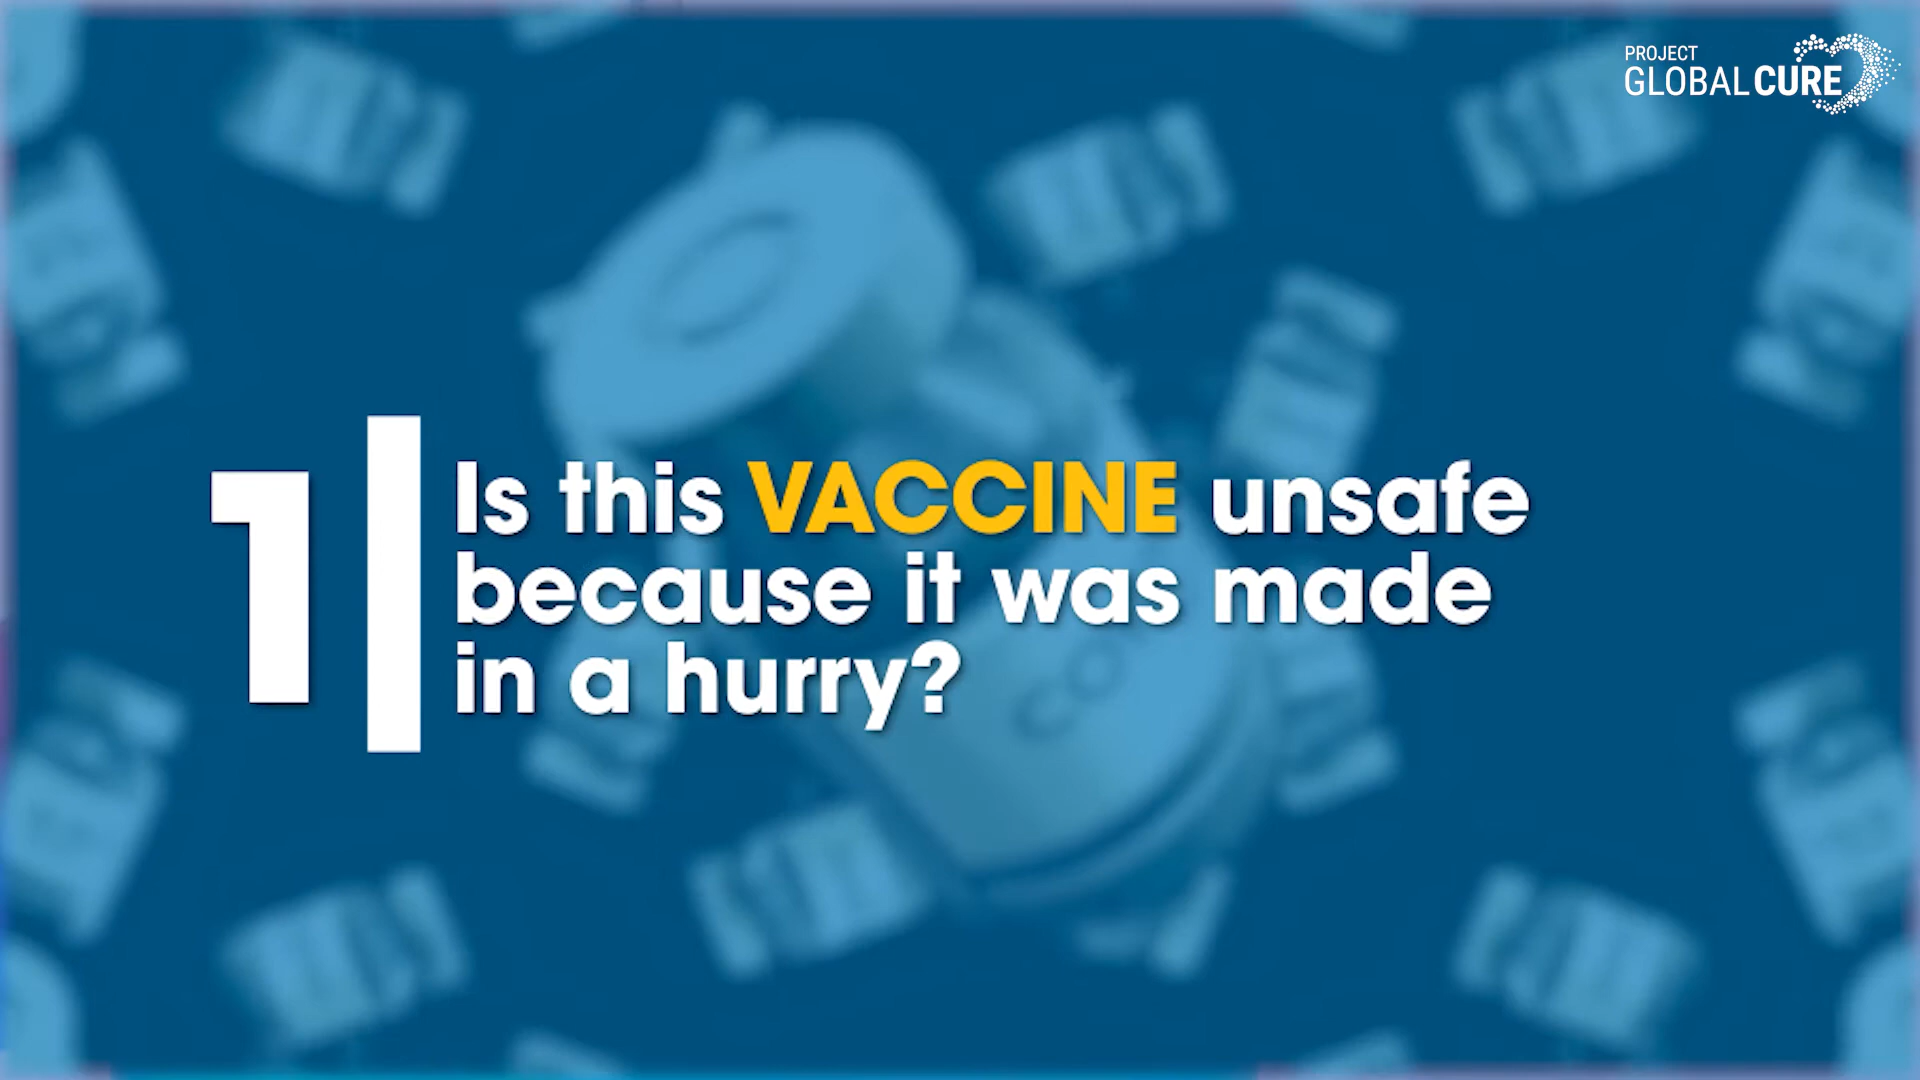 PROJECT
GLOBAL CURE
1
Is this VACCINE unsafe
because it was made
in a hurry?